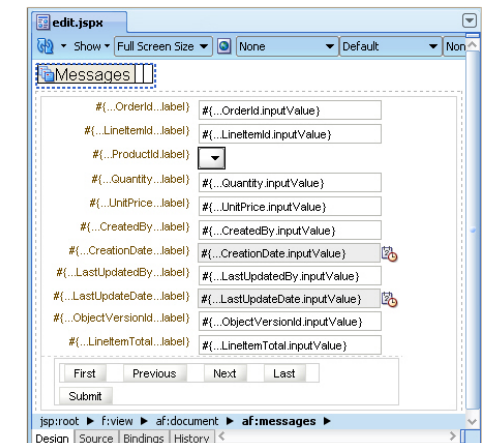 edit.jspx
Show Full Screen Size None Default Non
Messages
#{...OrderId...label} #{...OrderId.inputValue}
#{...LineItemId...label} #{...LineItemId.inputValue}
#{...ProductId.label}
#{...Quantity...label} #{...Quantity.inputValue}
#{...UnitPrice...label} #{...UnitPrice.inputValue}
#{...CreatedBy...label} #{...CreatedBy.inputValue}
#{...CreationDate...label} #{...CreationDate.inputValue}
#{...LastUpdatedBy...label} #{...LastUpdatedBy.inputValue}
#{...LastUpdateDate...label} #{...LastUpdateDate.inputValue}
#{...ObjectVersionId...label} #{...ObjectVersionId.inputValue}
#{...LineItemTotal...label} #{...LineItemTotal.inputValue}
First Previous Next Last
Submit
jsp:root ▶ f:view ▶ af:document ▶ af:messages ▶
Design Source Bindings History